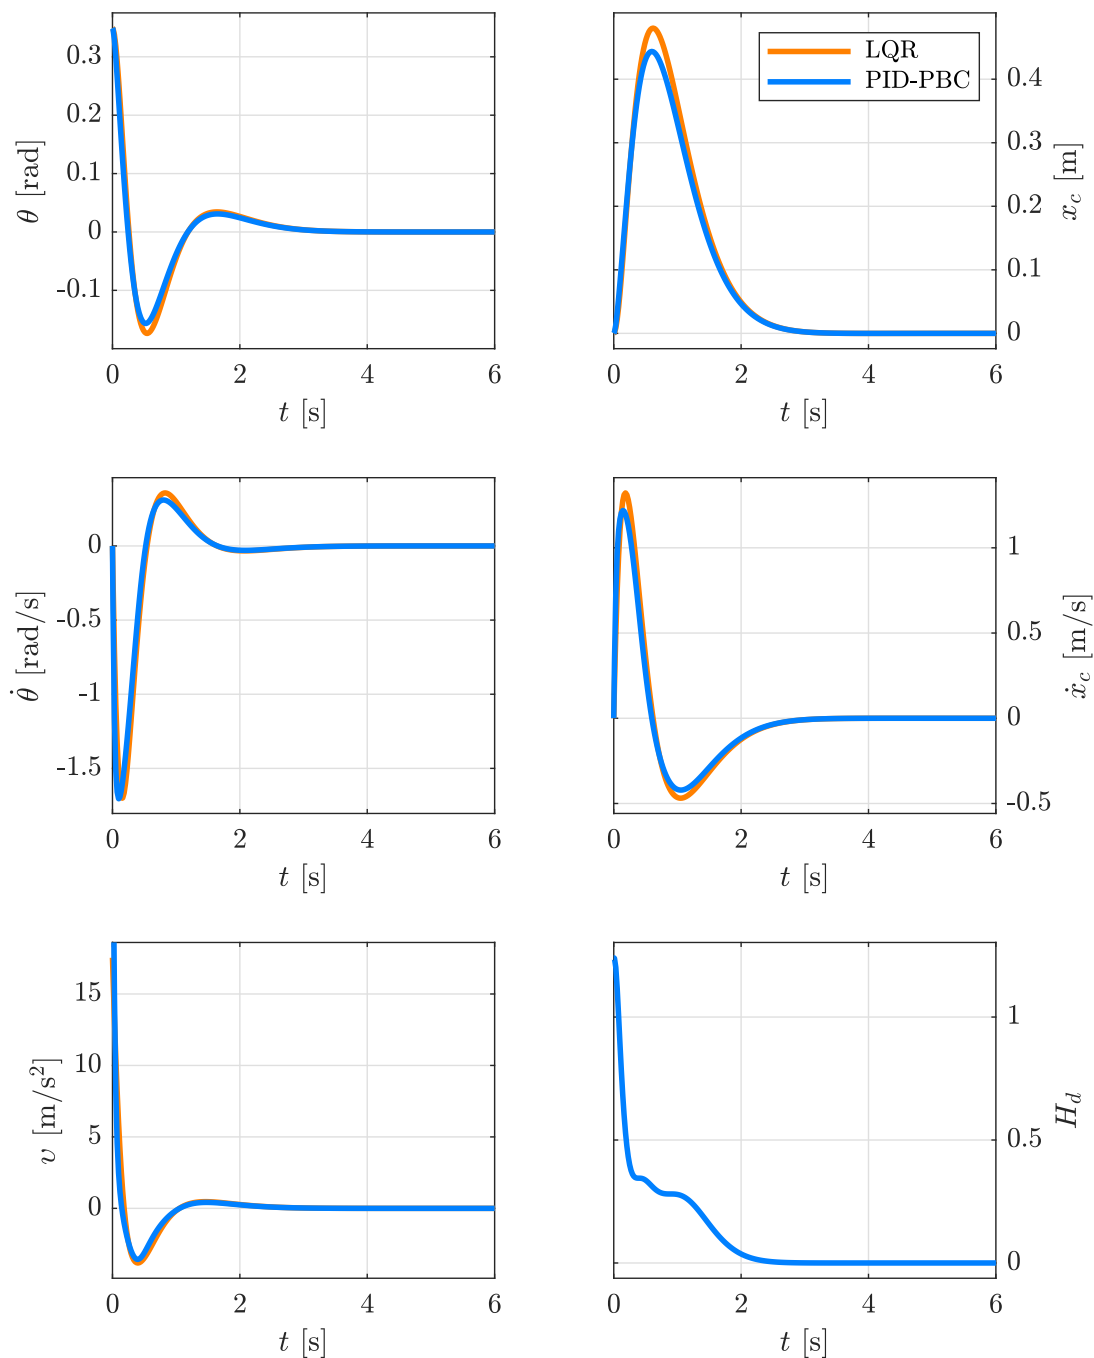 0.3
0.2
0.1
0
-0.1
θ [rad]
0 2 4 6
t [s]
LQR
PID-PBC
0.4
0.3
0.2
0.1
0
x_c [m]
0 2 4 6
t [s]
0
-0.5
-1
-1.5
θ̇ [rad/s]
0 2 4 6
t [s]
1
0.5
0
-0.5
ẋ_c [m/s]
0 2 4 6
t [s]
15
10
5
0
v [m/s²]
0 2 4 6
t [s]
1
0.5
0
H_d
0 2 4 6
t [s]